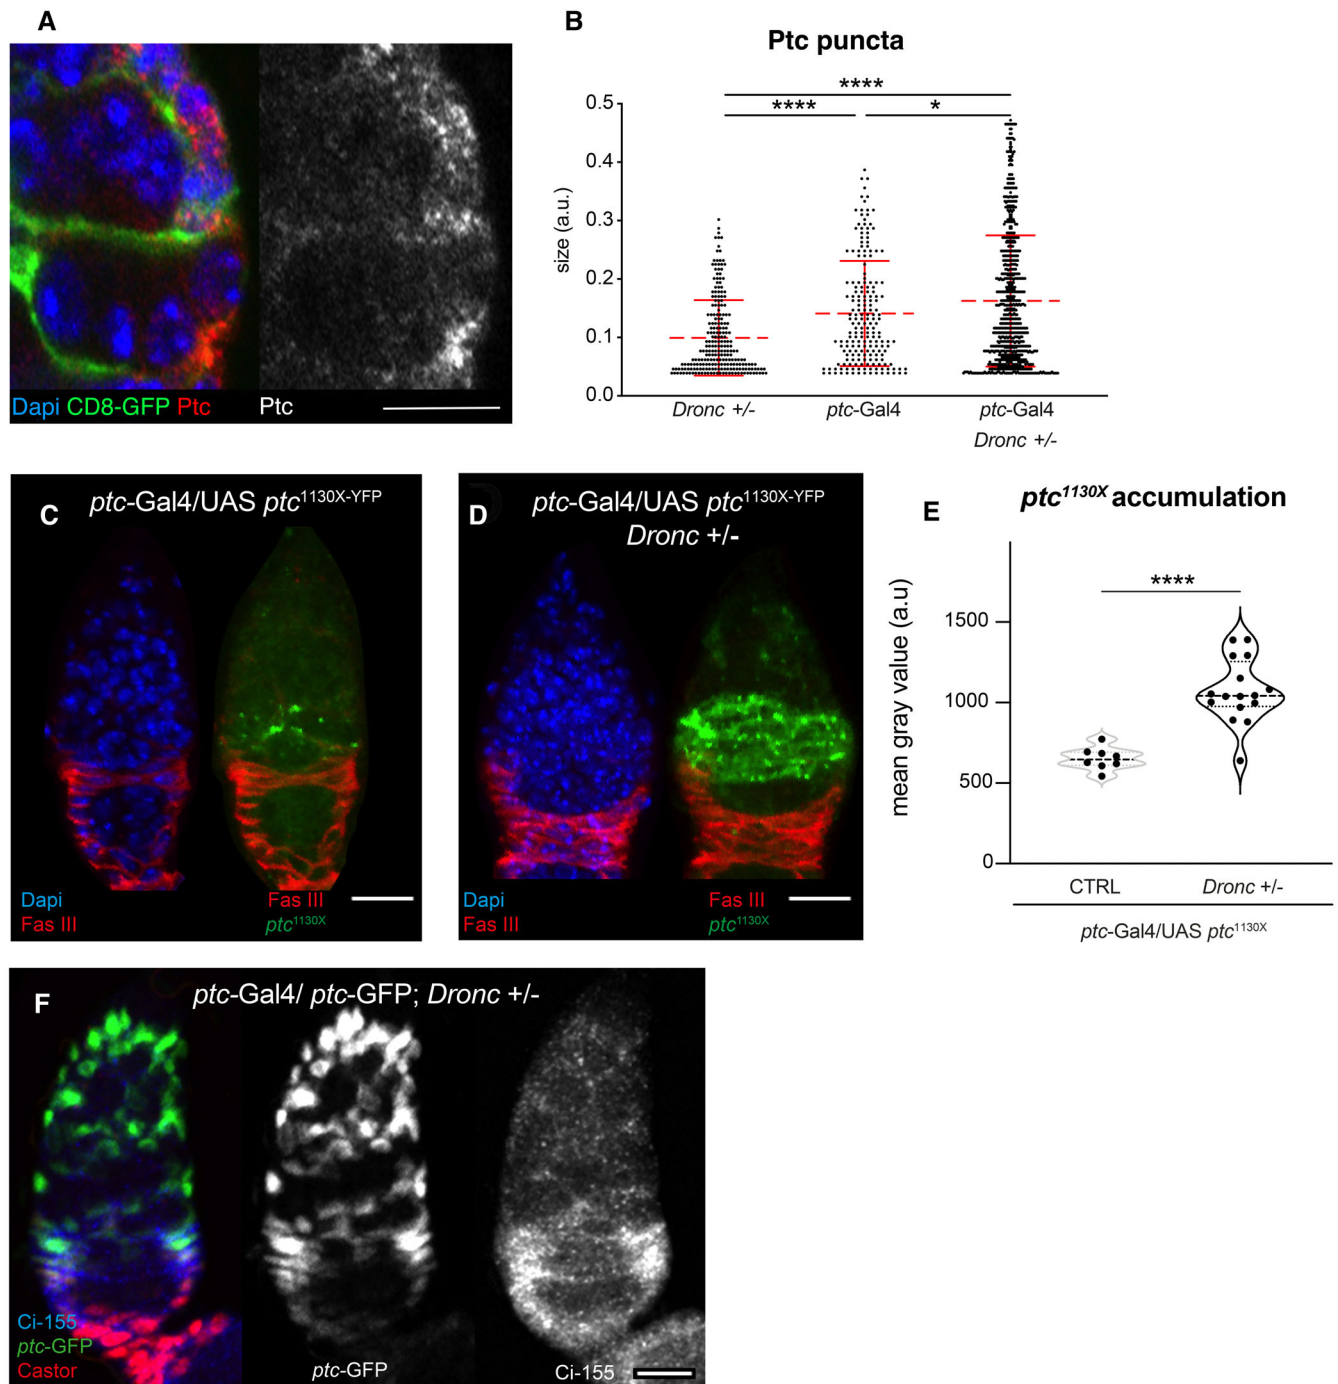 A
Dapi CD8-GFP Ptc
Ptc
B
Ptc puncta
****
****
*
size (a.u.)
0.5
0.4
0.3
0.2
0.1
0.0
Dronc +/-
ptc-Gal4
ptc-Gal4
Dronc +/-
C
ptc-Gal4/UAS ptc1130X-YFP
Dapi
Fas III
Fas III
ptc1130X
D
ptc-Gal4/UAS ptc1130X-YFP
Dronc +/-
Dapi
Fas III
Fas III
ptc1130X
E
ptc1130X accumulation
****
mean gray value (a.u)
1500
1000
500
0
CTRL
Dronc +/-
ptc-Gal4/UAS ptc1130X
F
ptc-Gal4/ ptc-GFP; Dronc +/-
Ci-155
ptc-GFP
Castor
ptc-GFP
Ci-155